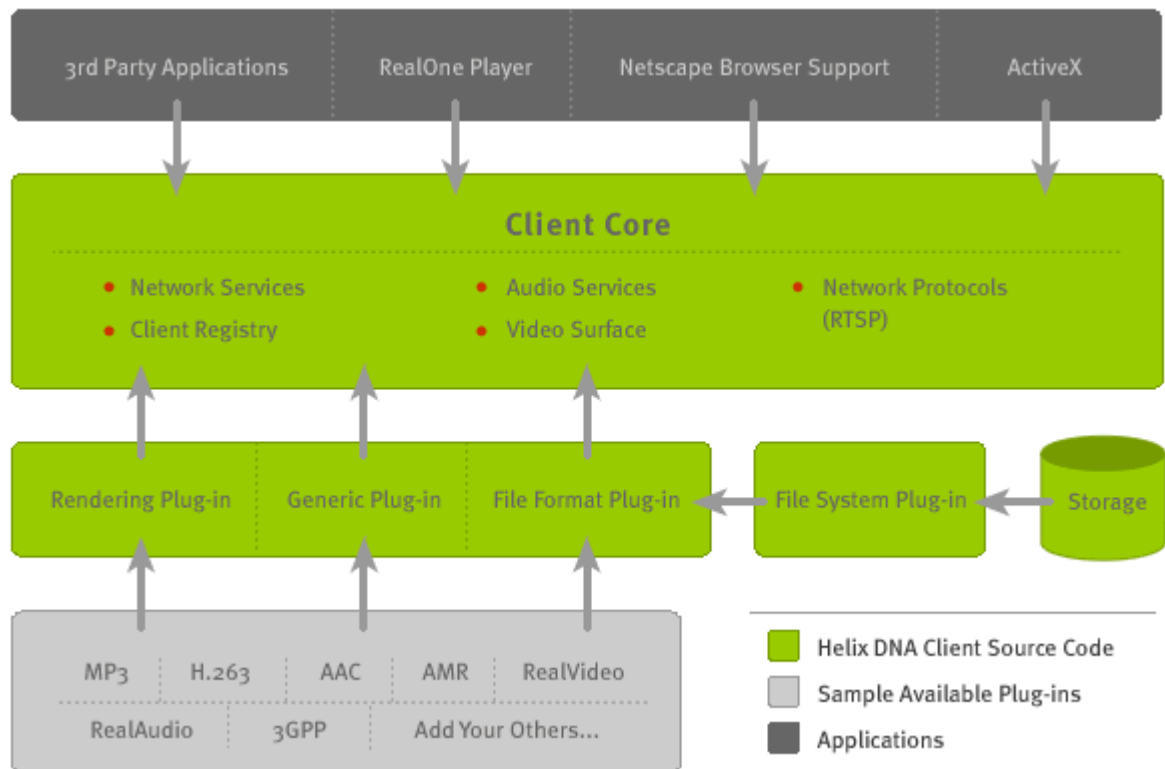 3rd Party Applications
RealOne Player
Netscape Browser Support
ActiveX
Client Core
Network Services
Audio Services
Network Protocols
(RTSP)
Client Registry
Video Surface
Rendering Plug-in
Generic Plug-in
File Format Plug-in
File System Plug-in
Storage
MP3
H.263
AAC
AMR
RealVideo
RealAudio
3GPP
Add Your Others...
Helix DNA Client Source Code
Sample Available Plug-ins
Applications